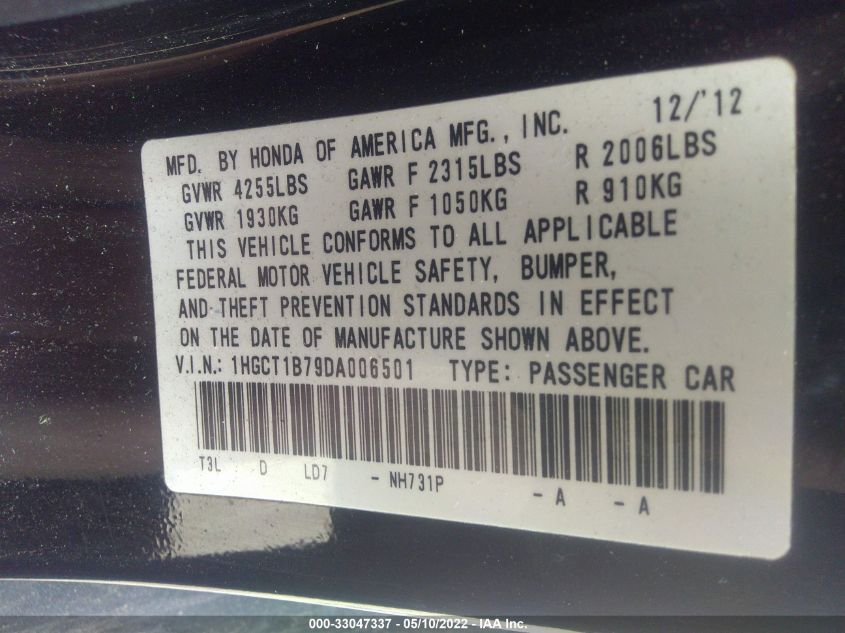 MFD. BY HONDA OF AMERICA MFG., INC. 12/'12
GVWR 4255LBS GAWR F 2315LBS R 2006LBS
GVWR 1930KG GAWR F 1050KG R 910KG
THIS VEHICLE CONFORMS TO ALL APPLICABLE
FEDERAL MOTOR VEHICLE SAFETY, BUMPER,
AND THEFT PREVENTION STANDARDS IN EFFECT
ON THE DATE OF MANUFACTURE SHOWN ABOVE.
V.I.N.: 1HGCT1B79DA006501 TYPE: PASSENGER CAR
T3L D LD7 - NH731P - A - A
000-33047337 - 05/10/2022 - IAA Inc.